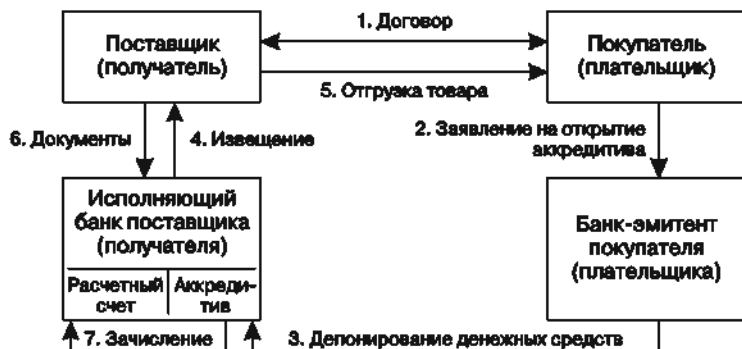 1. Договор
Поставщик
(получатель)
Покупатель
(плательщик)
5. Отгрузка товара
6. Документы
4. Извещение
2. Заявление на открытие
аккредитива
Исполняющий
банк поставщика
(получателя)
Банк-эмитент
покупателя
(плательщика)
Расчетный
счет
Аккреди-
тив
7. Зачисление
3. Депонирование денежных средств